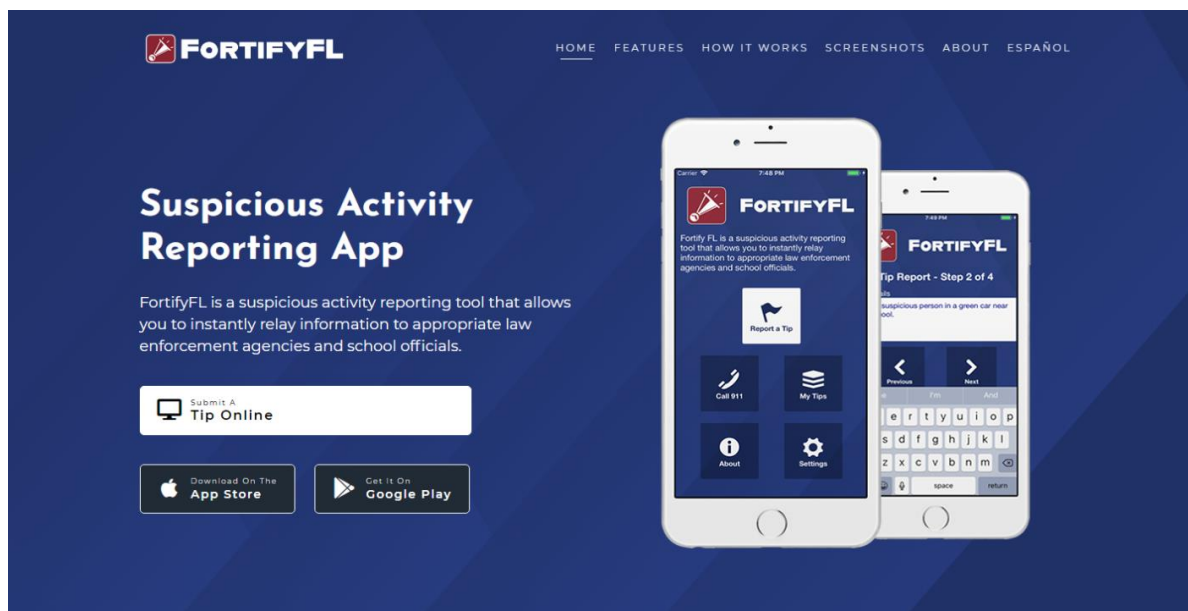 FORTIFYFL
HOME FEATURES HOW IT WORKS SCREENSHOTS ABOUT ESPAÑOL
Suspicious Activity
Reporting App
FortifyFL is a suspicious activity reporting tool that allows
you to instantly relay information to appropriate law
enforcement agencies and school officials.
Submit A
Tip Online
Download On The
App Store
Get It On
Google Play
Carrier 7:48 PM
FORTIFYFL
Fortify FL is a suspicious activity reporting
tool that allows you to instantly relay
information to appropriate law enforcement
agencies and school officials.
Report a Tip
Call 911 My Tips
About Settings
7:49 PM
FORTIFYFL
Tip Report - Step 2 of 4
suspicious person in a green car near
Previous Next
I'm And
e r t y u i o p
s d f g h j k l
z x c v b n m
space return